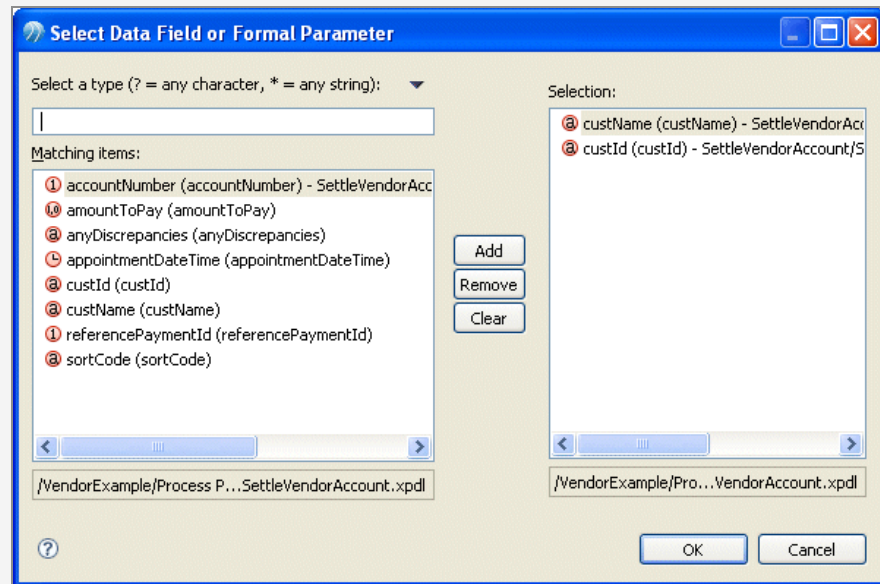 Select Data Field or Formal Parameter
Select a type (? = any character, * = any string):
Matching items:
accountNumber (accountNumber) - SettleVendorAcc
amountToPay (amountToPay)
anyDiscrepancies (anyDiscrepancies)
appointmentDateTime (appointmentDateTime)
custId (custId)
custName (custName)
referencePaymentId (referencePaymentId)
sortCode (sortCode)
/VendorExample/Process P...SettleVendorAccount.xpdl
Add
Remove
Clear
Selection:
custName (custName) - SettleVendorAcc
custId (custId) - SettleVendorAccount/S
/VendorExample/Pro...VendorAccount.xpdl
OK
Cancel